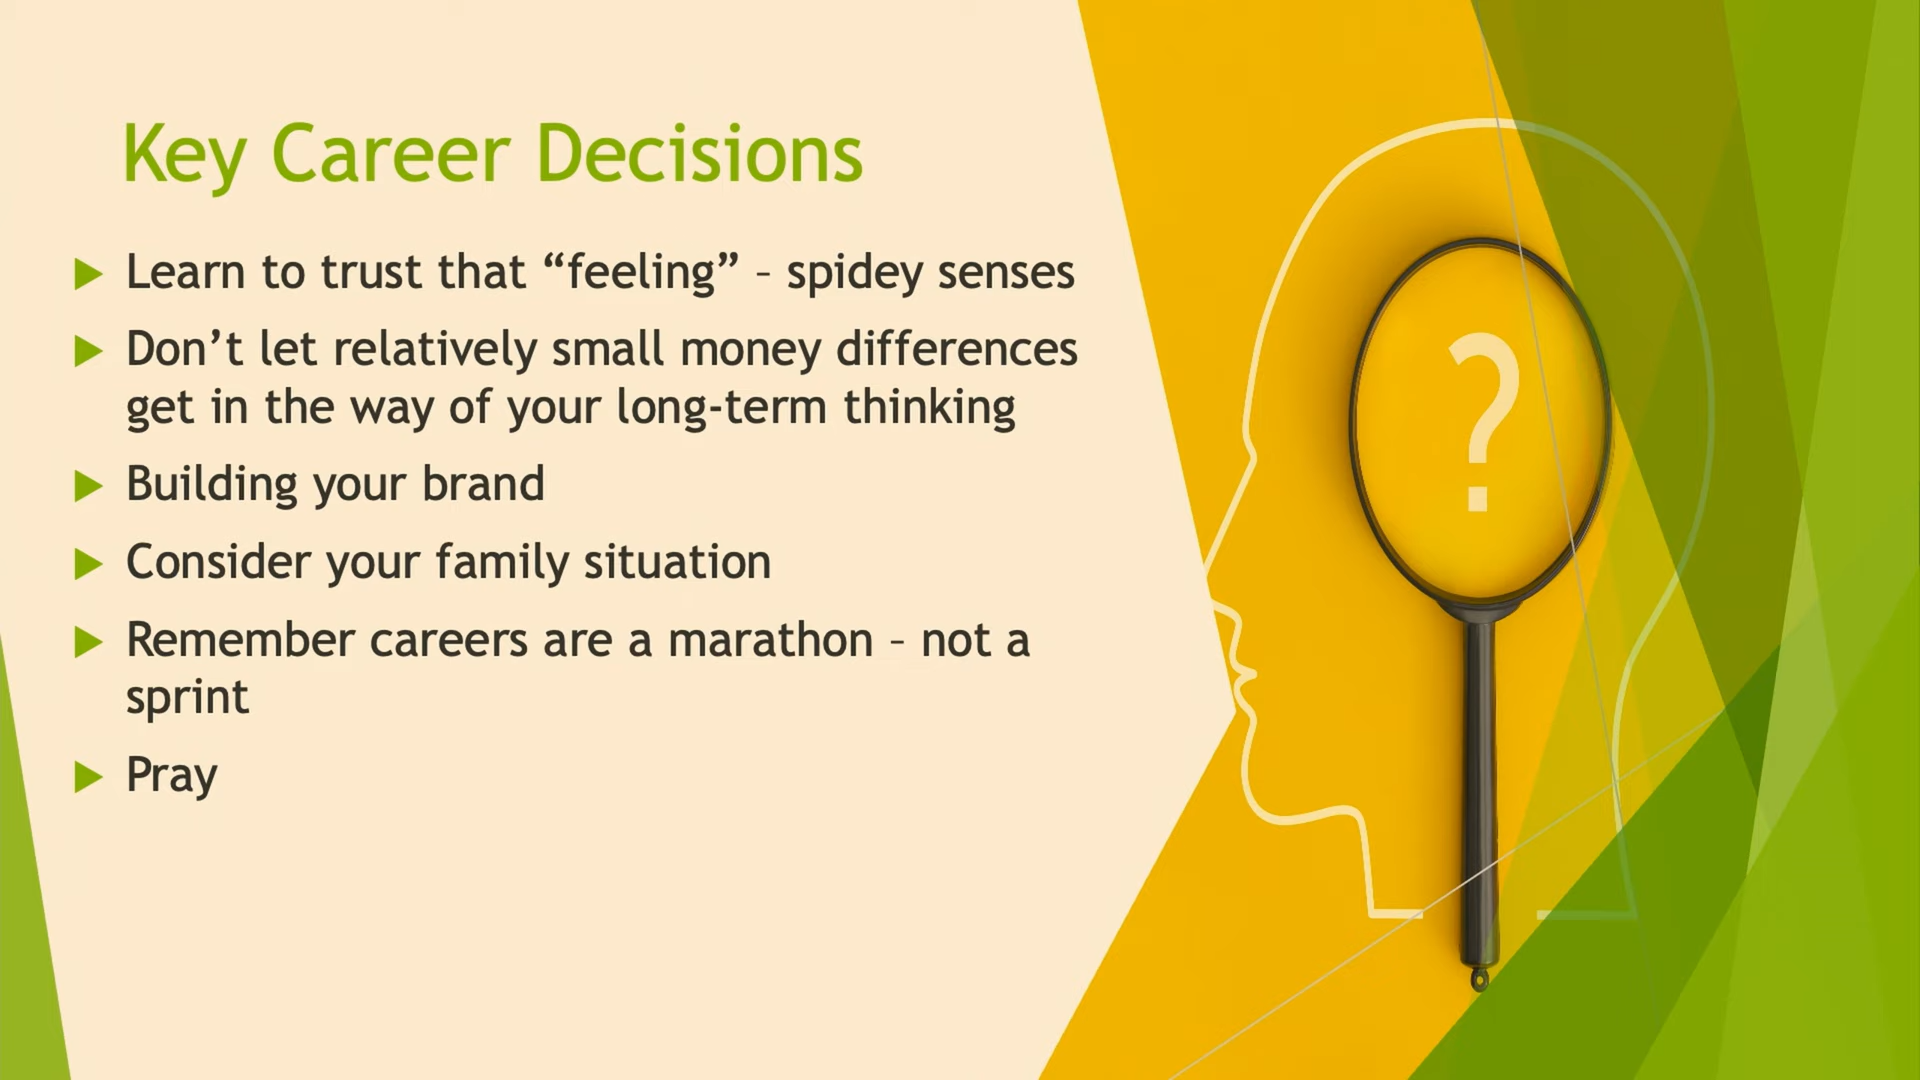 Key Career Decisions
Learn to trust that “feeling” – spidey senses
Don’t let relatively small money differences
get in the way of your long-term thinking
Building your brand
Consider your family situation
Remember careers are a marathon – not a
sprint
Pray
?